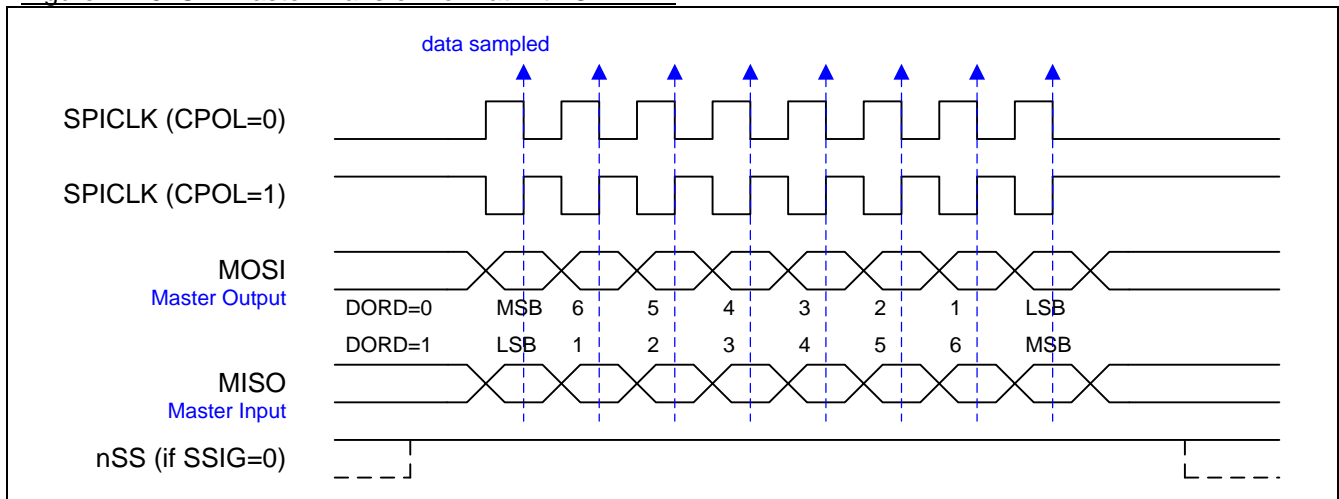 data sampled
SPICLK (CPOL=0)
SPICLK (CPOL=1)
MOSI
Master Output
DORD=0 MSB 6 5 4 3 2 1 LSB
DORD=1 LSB 1 2 3 4 5 6 MSB
MISO
Master Input
nSS (if SSIG=0)